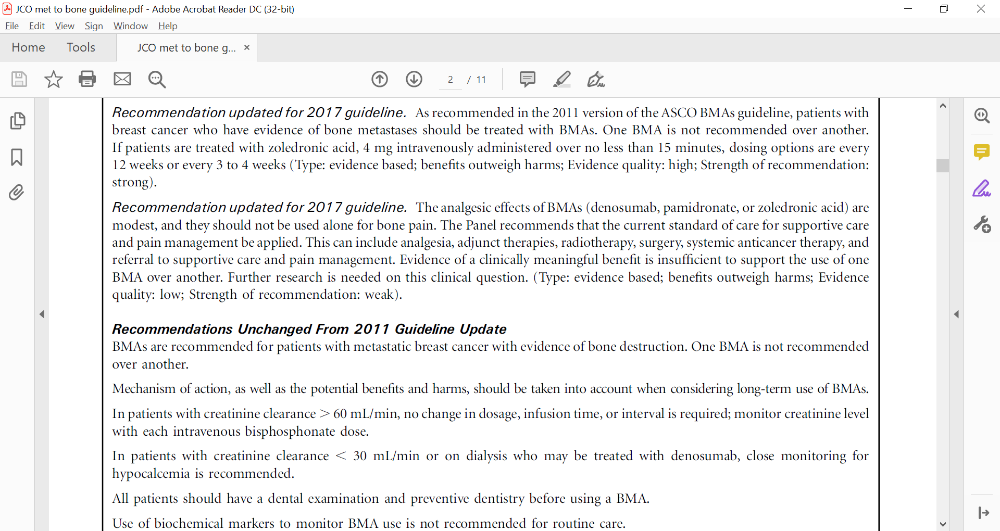 JCO met to bone guideline.pdf - Adobe Acrobat Reader DC (32-bit)
File Edit View Sign Window Help
Home Tools JCO met to bone g... ×
2 / 11
Recommendation updated for 2017 guideline. As recommended in the 2011 version of the ASCO BMAs guideline, patients with
breast cancer who have evidence of bone metastases should be treated with BMAs. One BMA is not recommended over another.
If patients are treated with zoledronic acid, 4 mg intravenously administered over no less than 15 minutes, dosing options are every
12 weeks or every 3 to 4 weeks (Type: evidence based; benefits outweigh harms; Evidence quality: high; Strength of recommendation:
strong).
Recommendation updated for 2017 guideline. The analgesic effects of BMAs (denosumab, pamidronate, or zoledronic acid) are
modest, and they should not be used alone for bone pain. The Panel recommends that the current standard of care for supportive care
and pain management be applied. This can include analgesia, adjunct therapies, radiotherapy, surgery, systemic anticancer therapy, and
referral to supportive care and pain management. Evidence of a clinically meaningful benefit is insufficient to support the use of one
BMA over another. Further research is needed on this clinical question. (Type: evidence based; benefits outweigh harms; Evidence
quality: low; Strength of recommendation: weak).
Recommendations Unchanged From 2011 Guideline Update
BMAs are recommended for patients with metastatic breast cancer with evidence of bone destruction. One BMA is not recommended
over another.
Mechanism of action, as well as the potential benefits and harms, should be taken into account when considering long-term use of BMAs.
In patients with creatinine clearance > 60 mL/min, no change in dosage, infusion time, or interval is required; monitor creatinine level
with each intravenous bisphosphonate dose.
In patients with creatinine clearance < 30 mL/min or on dialysis who may be treated with denosumab, close monitoring for
hypocalcemia is recommended.
All patients should have a dental examination and preventive dentistry before using a BMA.
Use of biochemical markers to monitor BMA use is not recommended for routine care.